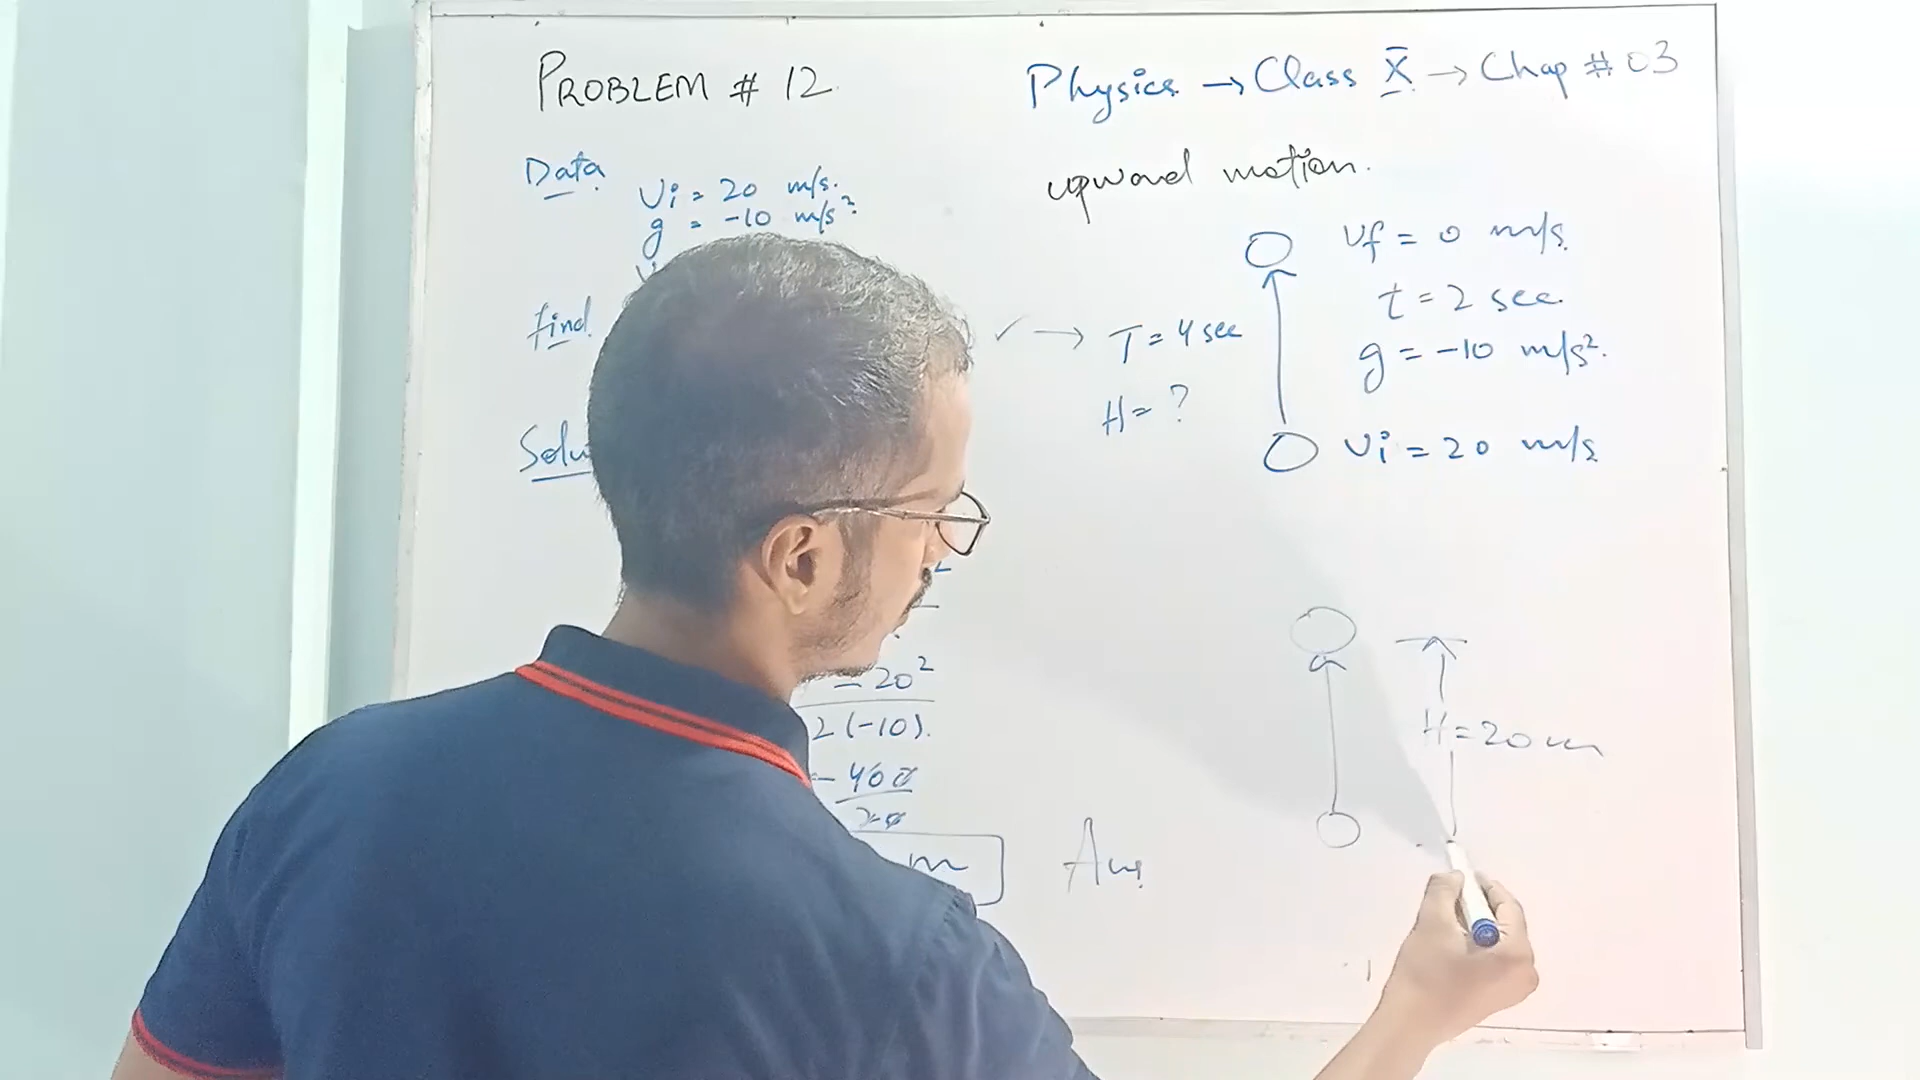 PROBLEM # 12
Physics → Class X → Chap # 03
Data
Vi = 20 m/s.
g = -10 m/s²
find
Solu
upward motion.
Vf = 0 m/s
t = 2 sec.
g = -10 m/s².
Vi = 20 m/s
→ T = 4 sec
H = ?
- 20²
2(-10).
- 400
20
m
Ans
H = 20 m